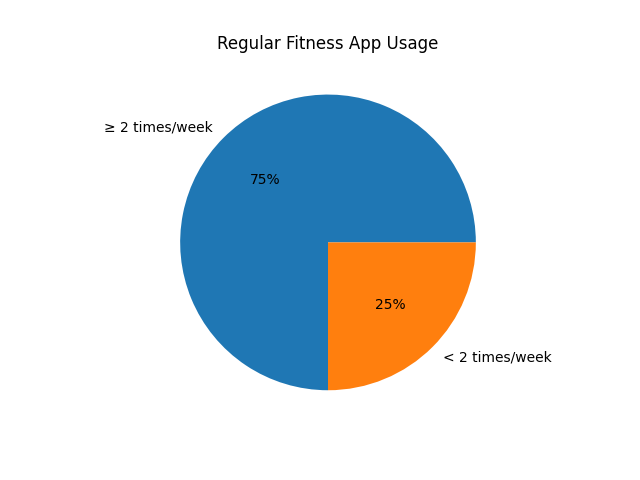 Regular Fitness App Usage
≥ 2 times/week
75%
25%
< 2 times/week